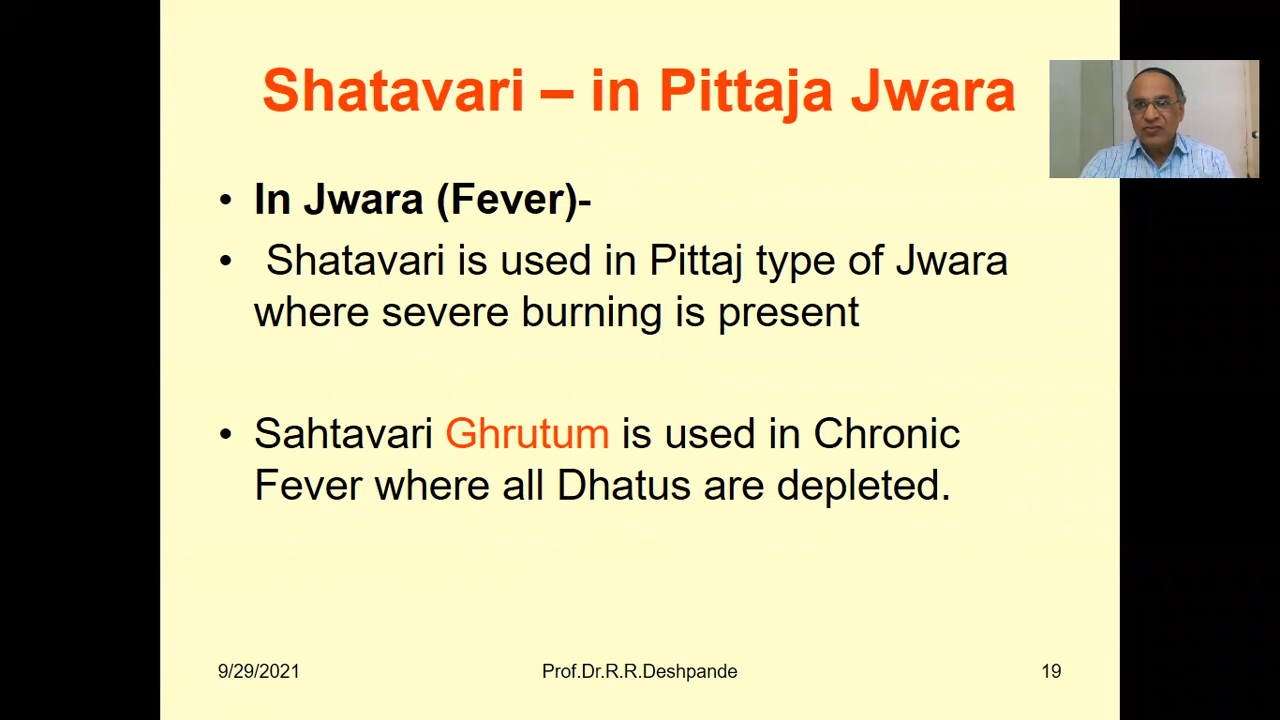 Shatavari – in Pittaja Jwara
• In Jwara (Fever)-
• Shatavari is used in Pittaj type of Jwara
where severe burning is present
• Sahtavari Ghrutum is used in Chronic
Fever where all Dhatus are depleted.
9/29/2021
Prof.Dr.R.R.Deshpande
19